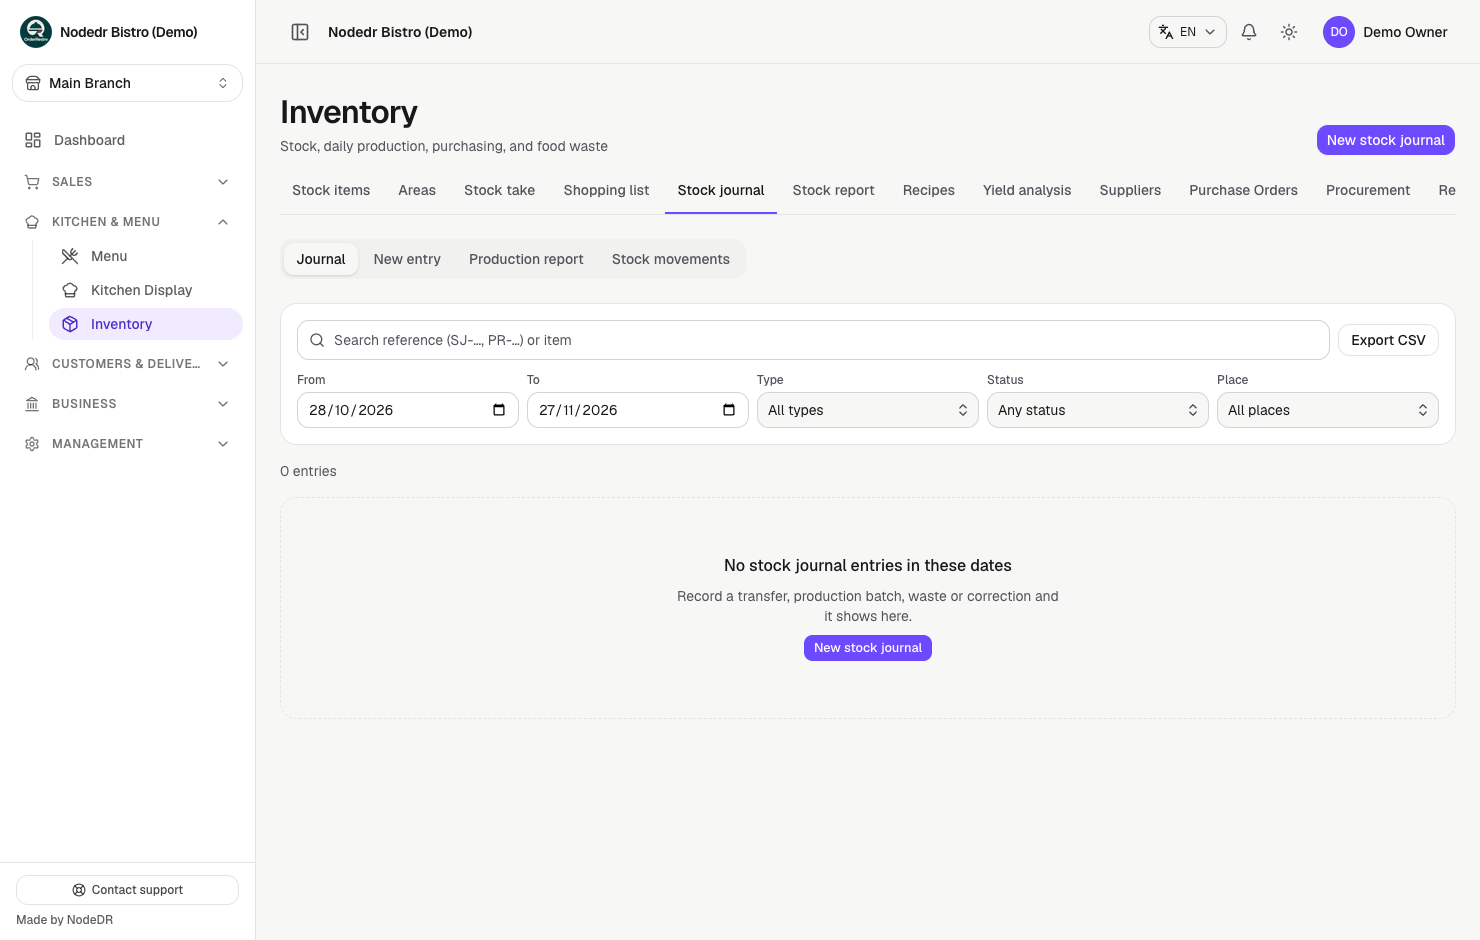 Nodedr Bistro (Demo)
Main Branch
Dashboard
SALES
KITCHEN & MENU
Menu
Kitchen Display
Inventory
CUSTOMERS & DELIVE...
BUSINESS
MANAGEMENT
Contact support
Made by NodeDR
Nodedr Bistro (Demo)
EN
DO
Demo Owner
Inventory
Stock, daily production, purchasing, and food waste
New stock journal
Stock items Areas Stock take Shopping list Stock journal Stock report Recipes Yield analysis Suppliers Purchase Orders Procurement Re
Journal New entry Production report Stock movements
Search reference (SJ-…, PR-…) or item
Export CSV
From To Type Status Place
28/10/2026 27/11/2026 All types Any status All places
0 entries
No stock journal entries in these dates
Record a transfer, production batch, waste or correction and
it shows here.
New stock journal